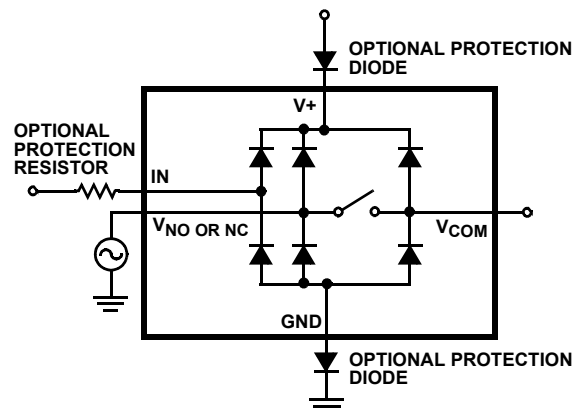 OPTIONAL PROTECTION
DIODE
V+
OPTIONAL
PROTECTION
RESISTOR
IN
VNO OR NC
VCOM
GND
OPTIONAL PROTECTION
DIODE